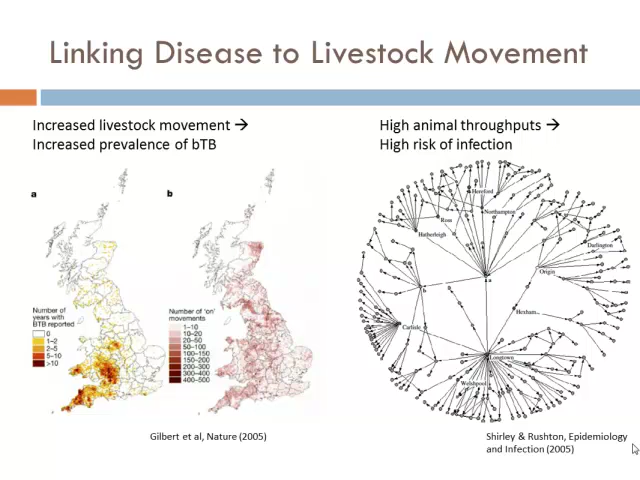 Linking Disease to Livestock Movement
Increased livestock movement →
Increased prevalence of bTB
High animal throughputs →
High risk of infection
a
b
Number of
years with
BTB reported
0
1–2
2–5
5–10
>10
Number of 'on'
movements
1–10
10–20
20–50
50–100
100–150
150–200
200–300
300–400
400–500
Hereford
Northampton
Ross
Hatherleigh
Darlington
Origin
a
b
Hexham
Carlisle
Longtown
Welshpool
Gilbert et al, Nature (2005)
Shirley & Rushton, Epidemiology
and Infection (2005)